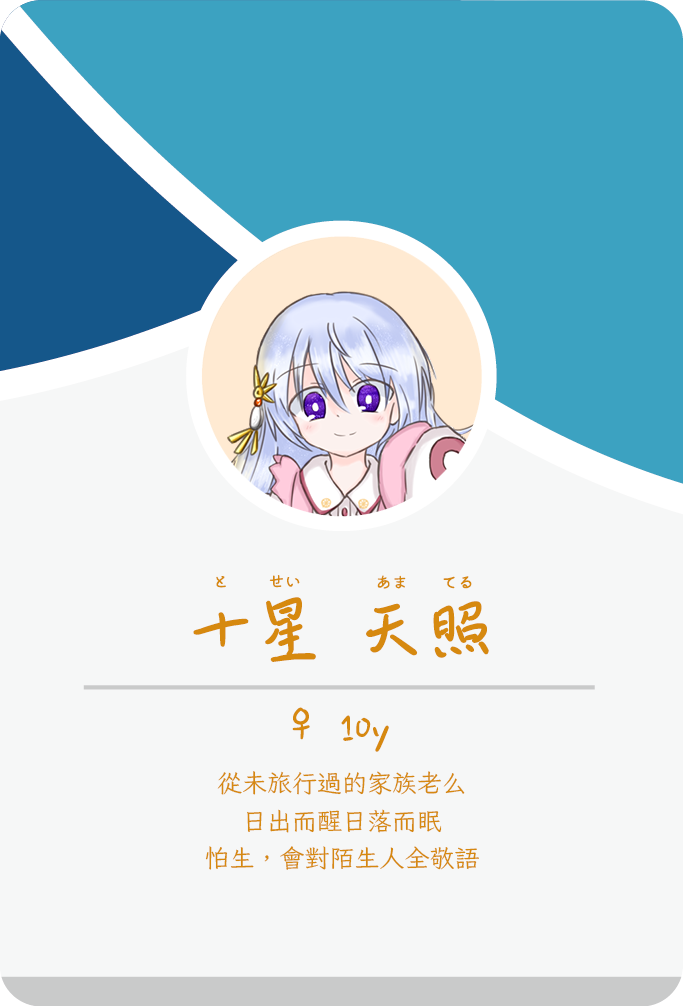 と せい あま てる
十星 天照
♀ 10y
從未旅行過的家族老么
日出而醒日落而眠
怕生，會對陌生人全敬語